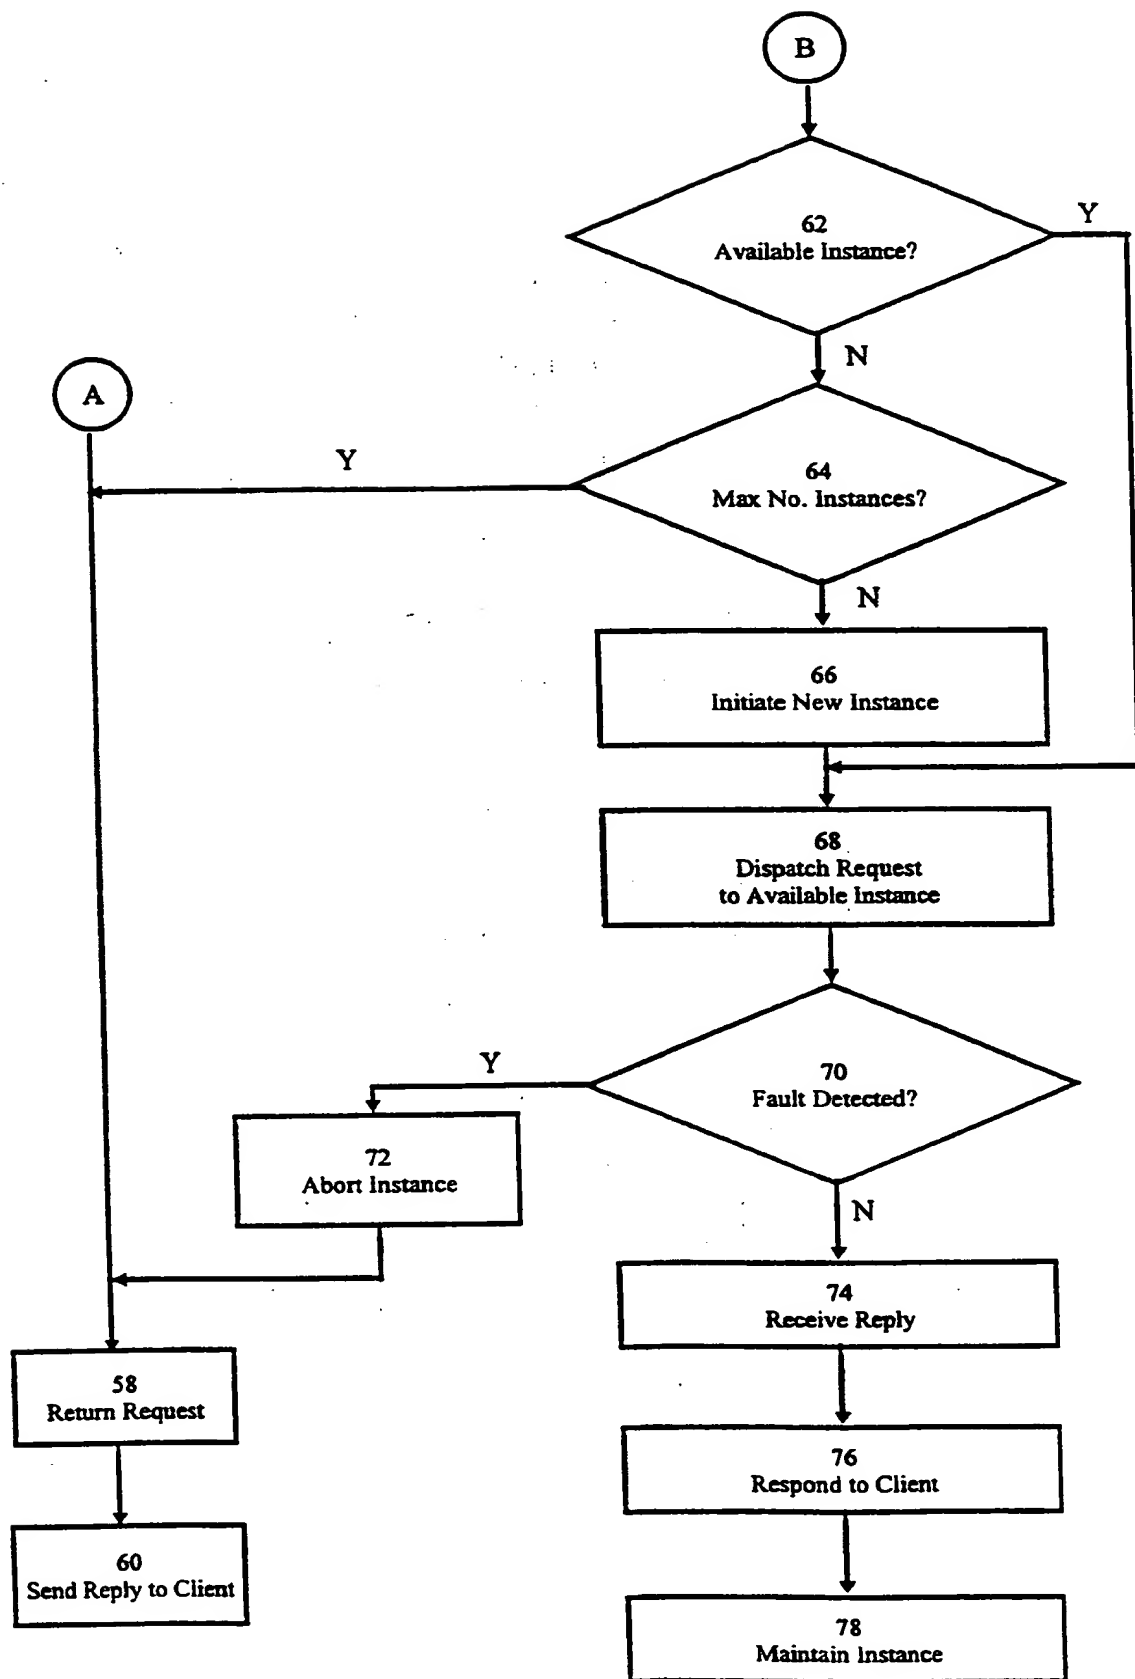 B
62
Available Instance?
Y
N
A
Y
64
Max No. Instances?
N
66
Initiate New Instance
68
Dispatch Request
to Available Instance
Y
70
Fault Detected?
72
Abort Instance
N
74
Receive Reply
58
Return Request
76
Respond to Client
60
Send Reply to Client
78
Maintain Instance